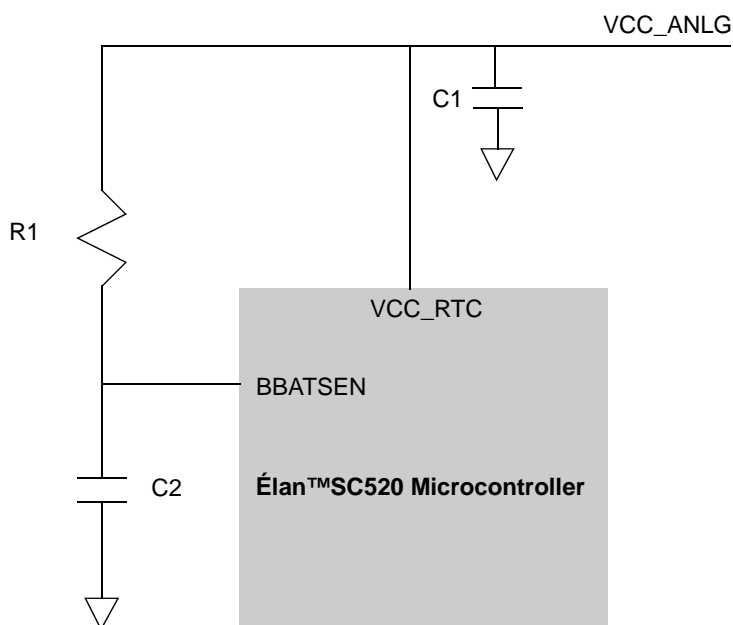 VCC_ANLG
C1
R1
VCC_RTC
BBATSEN
C2
Élan™SC520 Microcontroller